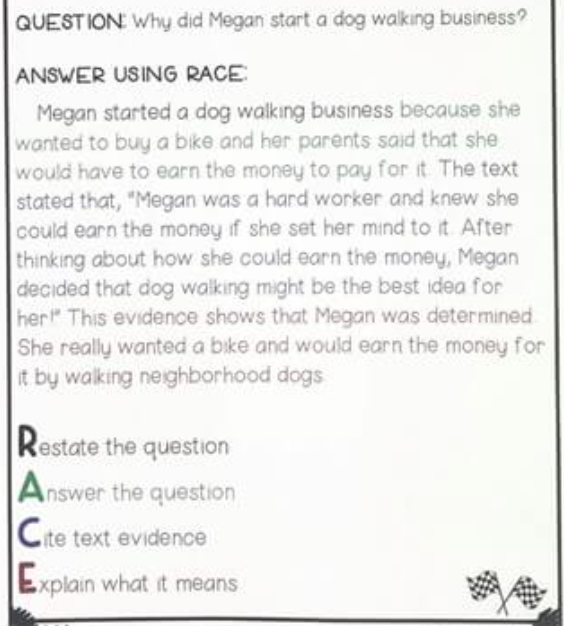 QUESTION: Why did Megan start a dog walking business?
ANSWER USING RACE:
Megan started a dog walking business because she
wanted to buy a bike and her parents said that she
would have to earn the money to pay for it. The text
stated that, "Megan was a hard worker and knew she
could earn the money if she set her mind to it. After
thinking about how she could earn the money, Megan
decided that dog walking might be the best idea for
her!" This evidence shows that Megan was determined.
She really wanted a bike and would earn the money for
it by walking neighborhood dogs
Restate the question
Answer the question
Cite text evidence
Explain what it means